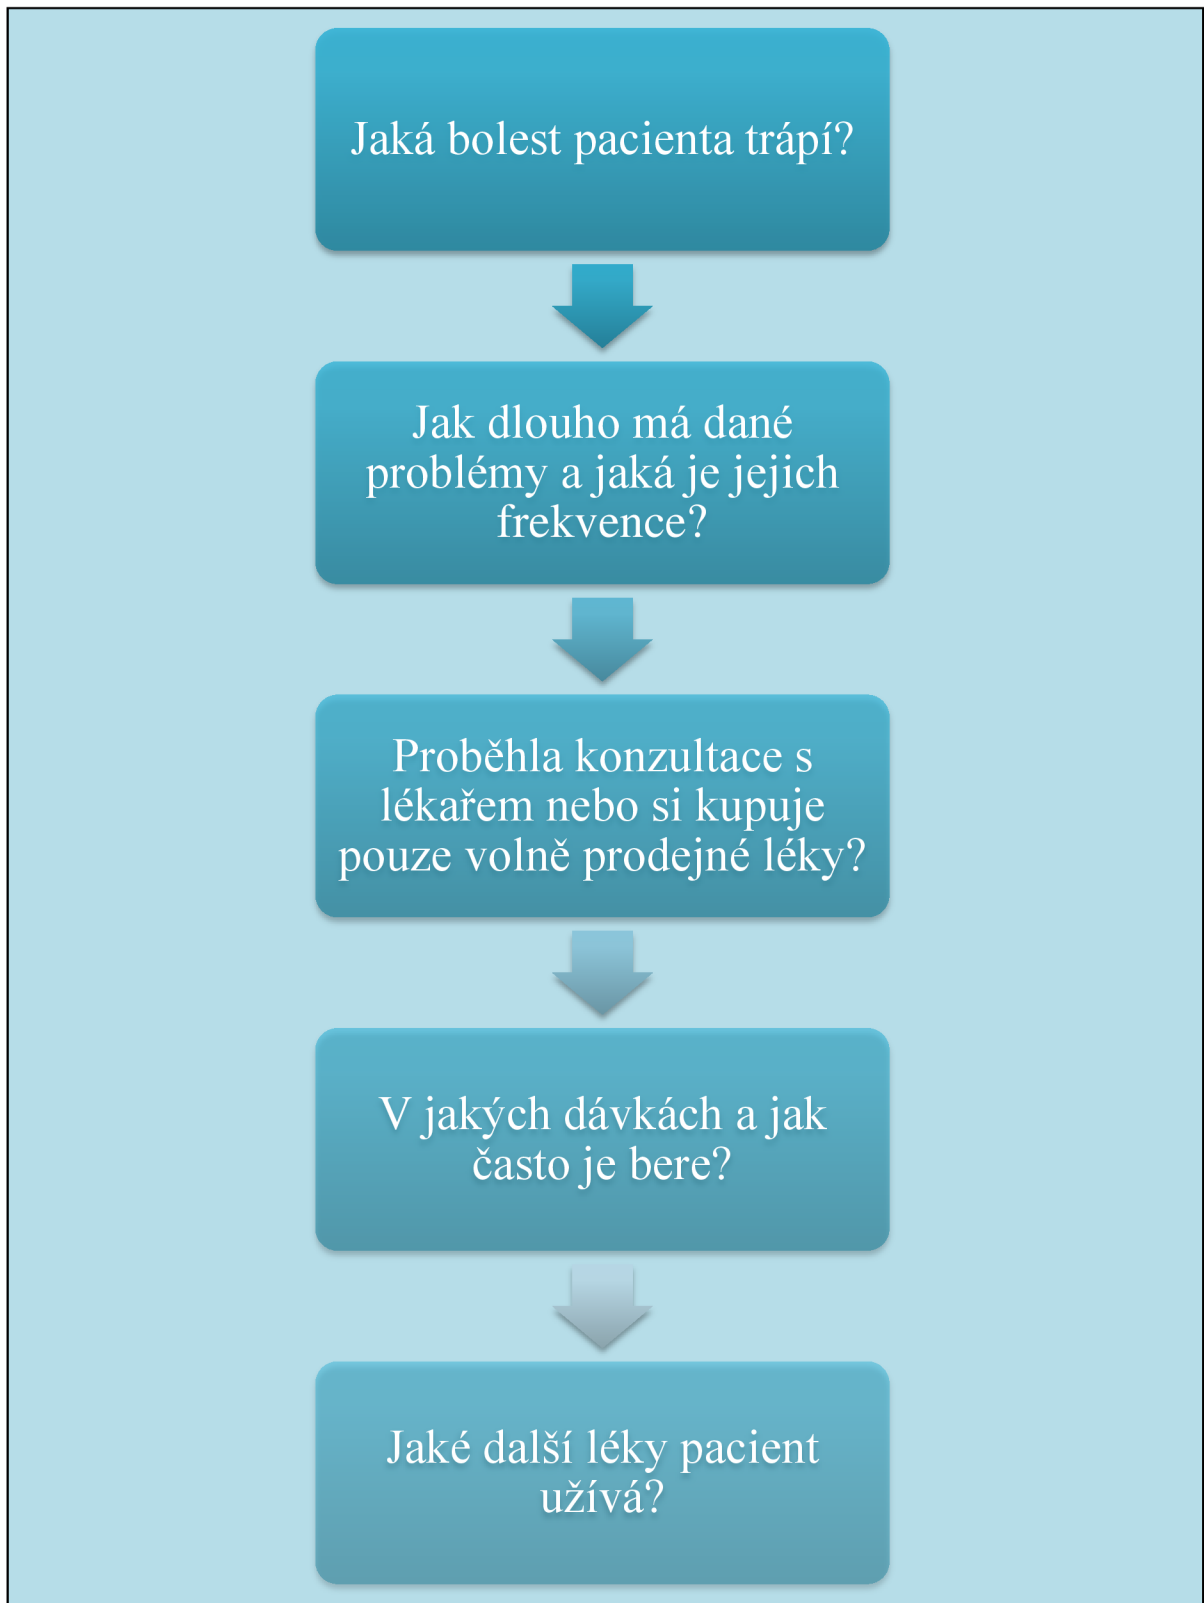 Jaká bolest pacienta trápí?
Jak dlouho má dané
problémy a jaká je jejich
frekvence?
Proběhla konzultace s
lékařem nebo si kupuje
pouze volně prodejné léky?
V jakých dávkách a jak
často je bere?
Jaké další léky pacient
užívá?